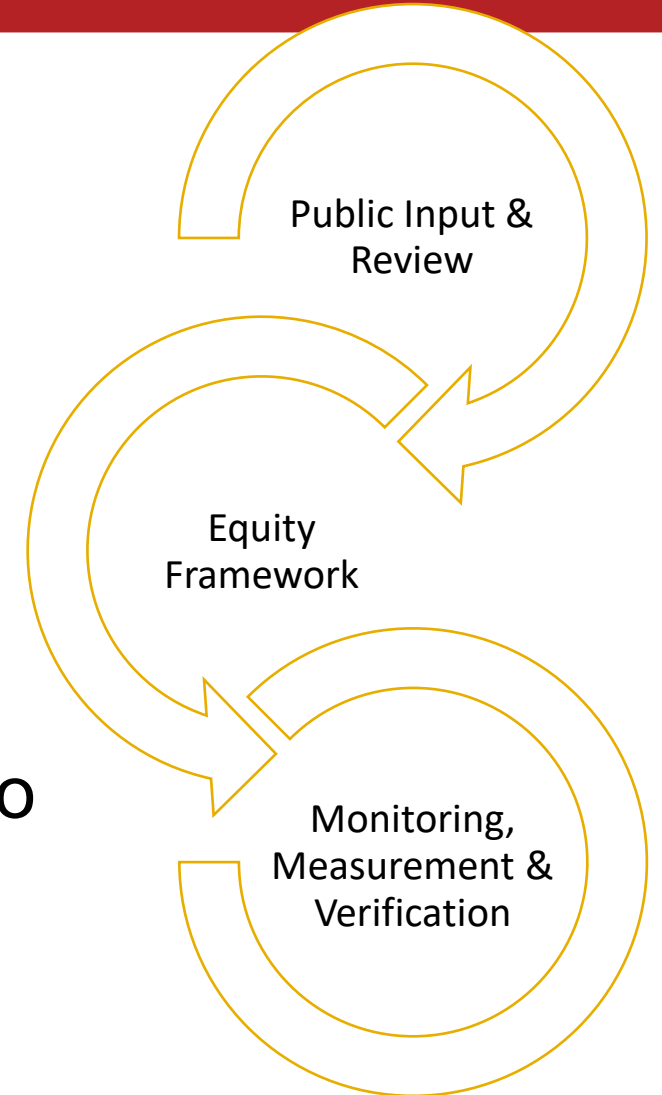 Public Input &
Review
Equity
Framework
o
Monitoring,
Measurement &
Verification